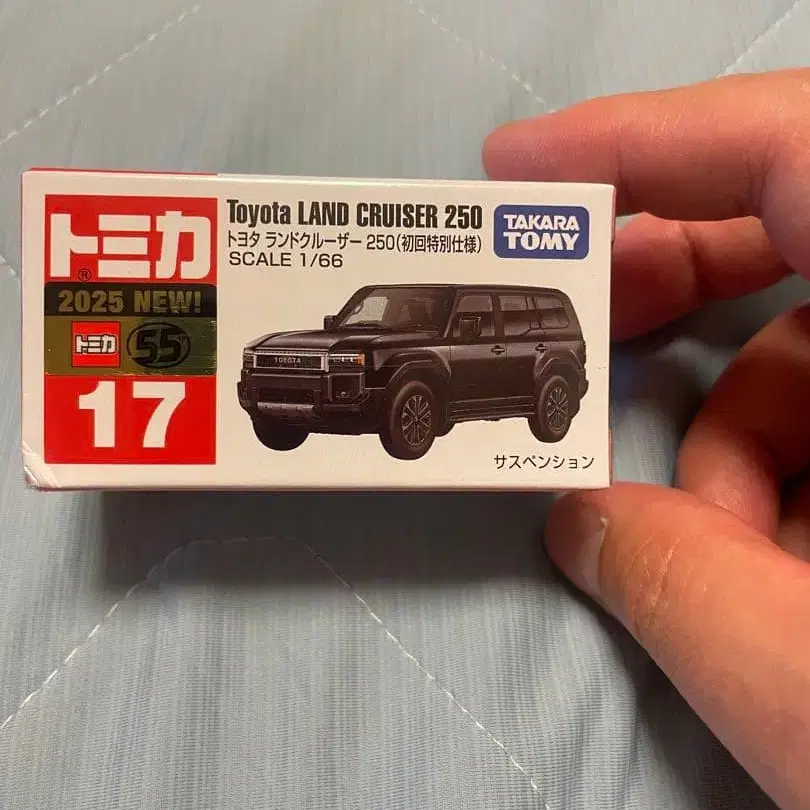 トミカ
®
2025 NEW!
トミカ 55th
17
Toyota LAND CRUISER 250
トヨタ ランドクルーザー 250(初回特別仕様)
SCALE 1/66
TAKARA
TOMY
TOYOTA
サスペンション